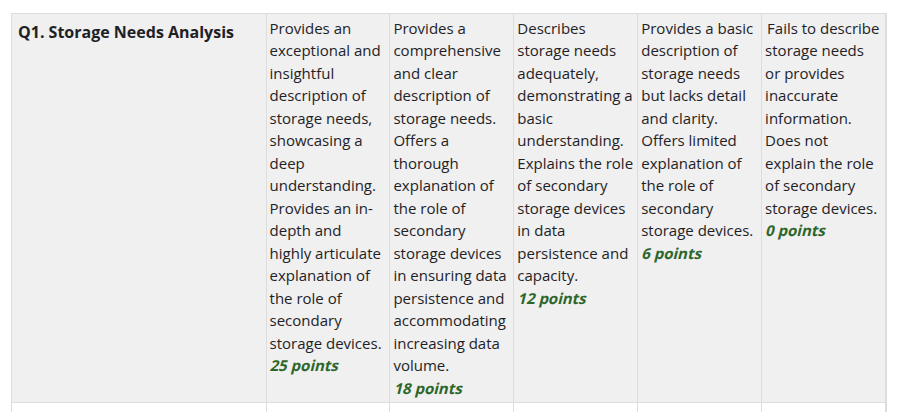 Q1. Storage Needs Analysis
Provides an
exceptional and
insightful
description of
storage needs,
showcasing a
deep
understanding.
Provides an in-
depth and
highly articulate
explanation of
the role of
secondary
storage devices.
25 points
Provides a
comprehensive
and clear
description of
storage needs.
Offers a
thorough
explanation of
the role of
secondary
storage devices
in ensuring data
persistence and
accommodating
increasing data
volume.
18 points
Describes
storage needs
adequately,
demonstrating a
basic
understanding.
Explains the role
of secondary
storage devices
in data
persistence and
capacity.
12 points
Provides a basic
description of
storage needs
but lacks detail
and clarity.
Offers limited
explanation of
the role of
secondary
storage devices.
6 points
Fails to describe
storage needs
or provides
inaccurate
information.
Does not
explain the role
of secondary
storage devices.
0 points